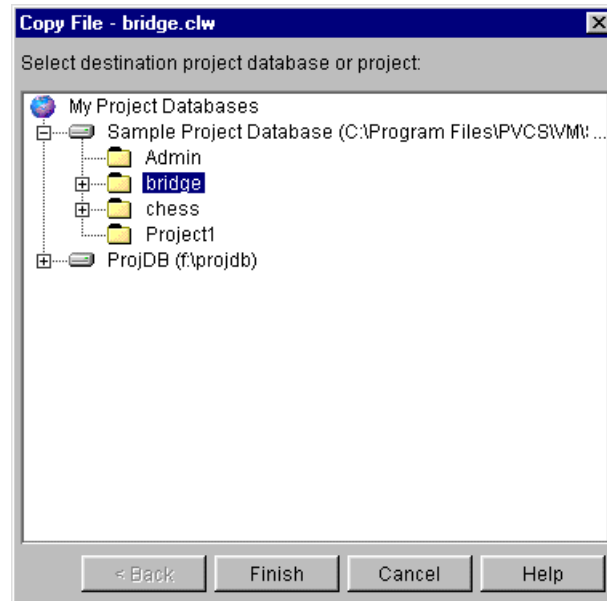 Copy File - bridge.clw
Select destination project database or project:
My Project Databases
Sample Project Database (C:\Program Files\PVCS\VM\: ...
Admin
bridge
chess
Project1
ProjDB (f:\projdb)
< Back Finish Cancel Help